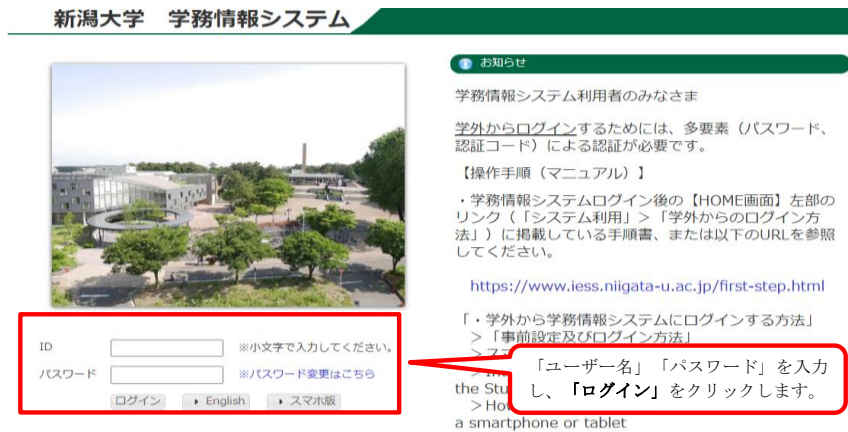 新潟大学 学務情報システム
お知らせ
学務情報システム利用者のみなさま
学外からログインするためには、多要素（パスワード、
認証コード）による認証が必要です。
【操作手順（マニュアル）】
・学務情報システムログイン後の【HOME画面】左部の
リンク（「システム利用」＞「学外からのログイン方
法」）に掲載している手順書、または以下のURLを参照
してください。
https://www.iess.niigata-u.ac.jp/first-step.html
「・学外から学務情報システムにログインする方法」
＞「事前設定及びログイン方法」
the Stu
＞How
a smartphone or tablet
ID ※小文字で入力してください。
パスワード ※パスワード変更はこちら
ログイン English スマホ版
「ユーザー名」「パスワード」を入力
し、「ログイン」をクリックします。